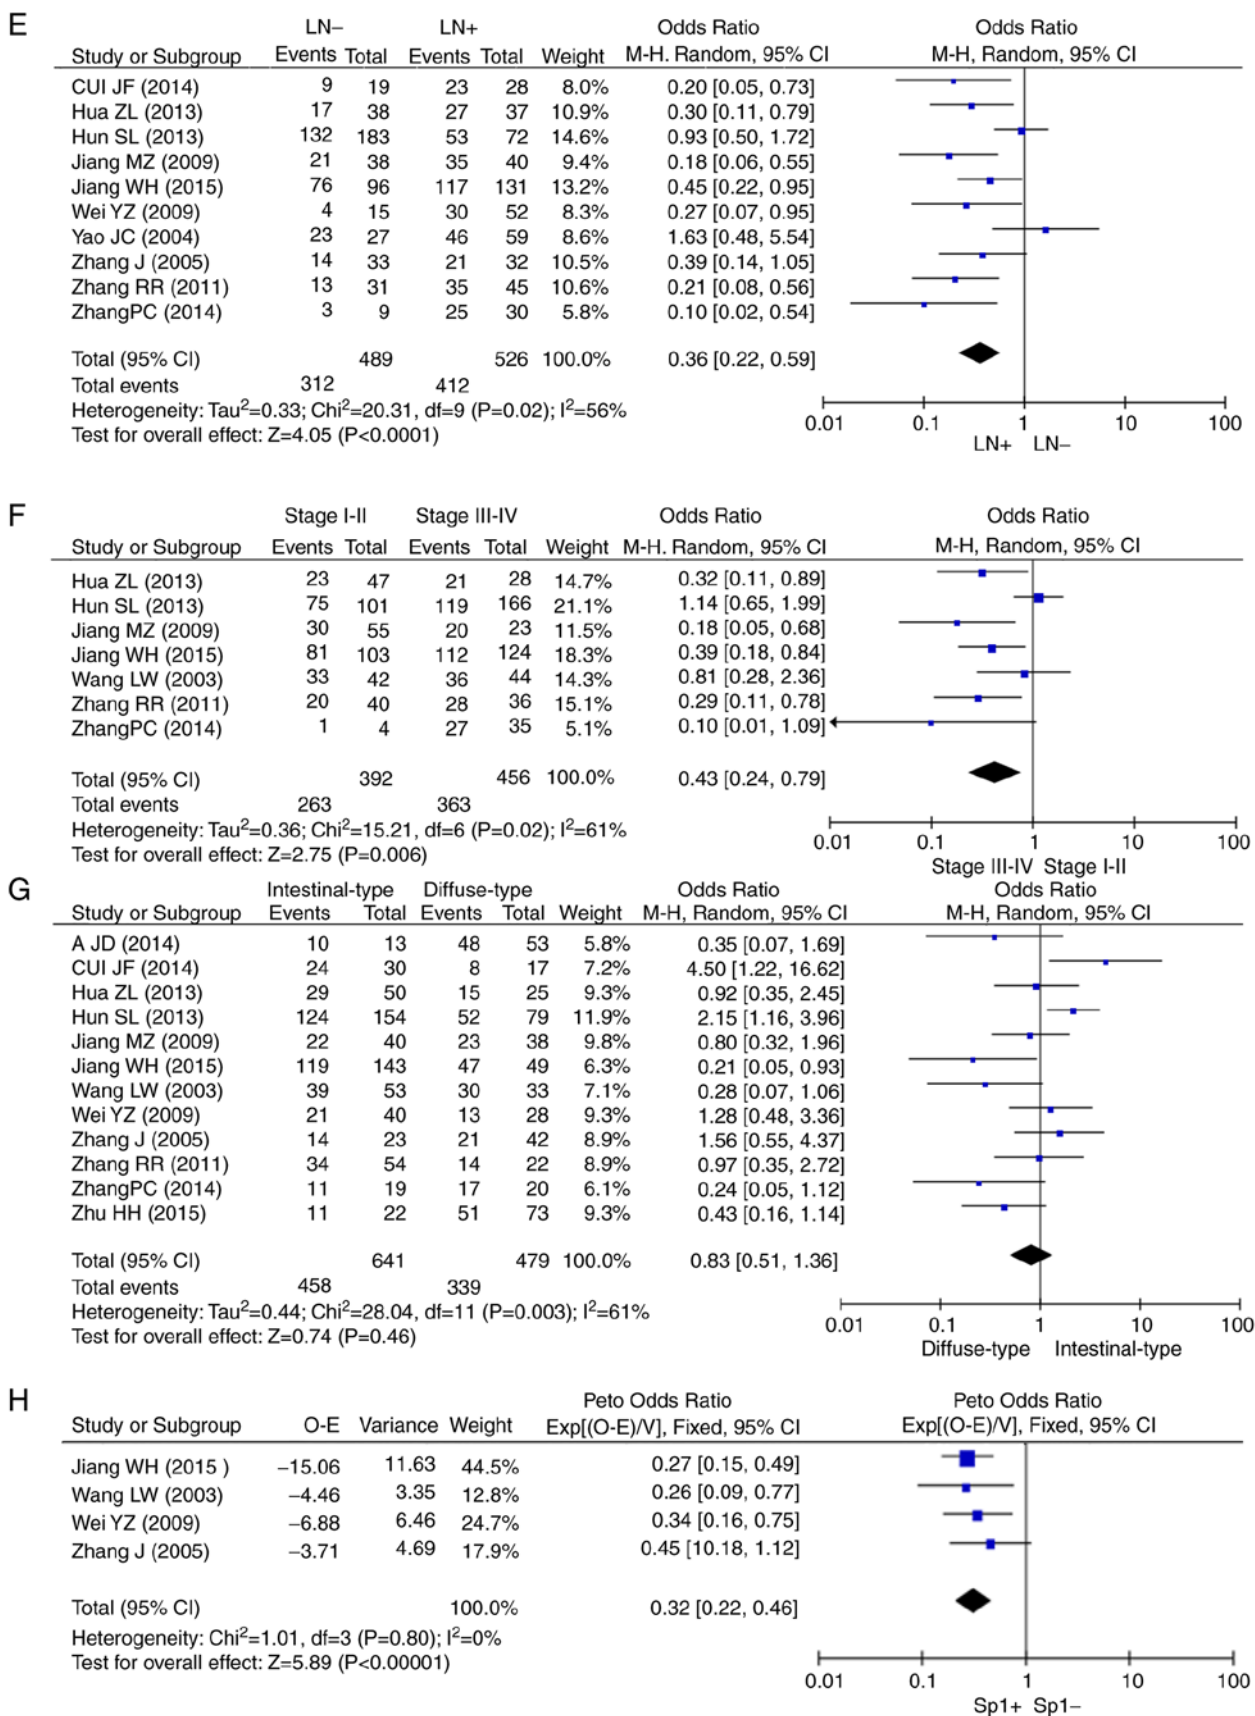 E
LN– LN+ Odds Ratio Odds Ratio
Study or Subgroup Events Total Events Total Weight M-H. Random, 95% CI M-H, Random, 95% CI
CUI JF (2014) 9 19 23 28 8.0% 0.20 [0.05, 0.73]
Hua ZL (2013) 17 38 27 37 10.9% 0.30 [0.11, 0.79]
Hun SL (2013) 132 183 53 72 14.6% 0.93 [0.50, 1.72]
Jiang MZ (2009) 21 38 35 40 9.4% 0.18 [0.06, 0.55]
Jiang WH (2015) 76 96 117 131 13.2% 0.45 [0.22, 0.95]
Wei YZ (2009) 4 15 30 52 8.3% 0.27 [0.07, 0.95]
Yao JC (2004) 23 27 46 59 8.6% 1.63 [0.48, 5.54]
Zhang J (2005) 14 33 21 32 10.5% 0.39 [0.14, 1.05]
Zhang RR (2011) 13 31 35 45 10.6% 0.21 [0.08, 0.56]
ZhangPC (2014) 3 9 25 30 5.8% 0.10 [0.02, 0.54]
Total (95% CI) 489 526 100.0% 0.36 [0.22, 0.59]
Total events 312 412
Heterogeneity: Tau²=0.33; Chi²=20.31, df=9 (P=0.02); I²=56%
Test for overall effect: Z=4.05 (P<0.0001)
0.01 0.1 1 10 100
LN+ LN–
F
Stage I-II Stage III-IV Odds Ratio Odds Ratio
Study or Subgroup Events Total Events Total Weight M-H. Random, 95% CI M-H, Random, 95% CI
Hua ZL (2013) 23 47 21 28 14.7% 0.32 [0.11, 0.89]
Hun SL (2013) 75 101 119 166 21.1% 1.14 [0.65, 1.99]
Jiang MZ (2009) 30 55 20 23 11.5% 0.18 [0.05, 0.68]
Jiang WH (2015) 81 103 112 124 18.3% 0.39 [0.18, 0.84]
Wang LW (2003) 33 42 36 44 14.3% 0.81 [0.28, 2.36]
Zhang RR (2011) 20 40 28 36 15.1% 0.29 [0.11, 0.78]
ZhangPC (2014) 1 4 27 35 5.1% 0.10 [0.01, 1.09]
Total (95% CI) 392 456 100.0% 0.43 [0.24, 0.79]
Total events 263 363
Heterogeneity: Tau²=0.36; Chi²=15.21, df=6 (P=0.02); I²=61%
Test for overall effect: Z=2.75 (P=0.006)
0.01 0.1 1 10 100
Stage III-IV Stage I-II
G
Intestinal-type Diffuse-type Odds Ratio Odds Ratio
Study or Subgroup Events Total Events Total Weight M-H, Random, 95% CI M-H, Random, 95% CI
A JD (2014) 10 13 48 53 5.8% 0.35 [0.07, 1.69]
CUI JF (2014) 24 30 8 17 7.2% 4.50 [1.22, 16.62]
Hua ZL (2013) 29 50 15 25 9.3% 0.92 [0.35, 2.45]
Hun SL (2013) 124 154 52 79 11.9% 2.15 [1.16, 3.96]
Jiang MZ (2009) 22 40 23 38 9.8% 0.80 [0.32, 1.96]
Jiang WH (2015) 119 143 47 49 6.3% 0.21 [0.05, 0.93]
Wang LW (2003) 39 53 30 33 7.1% 0.28 [0.07, 1.06]
Wei YZ (2009) 21 40 13 28 9.3% 1.28 [0.48, 3.36]
Zhang J (2005) 14 23 21 42 8.9% 1.56 [0.55, 4.37]
Zhang RR (2011) 34 54 14 22 8.9% 0.97 [0.35, 2.72]
ZhangPC (2014) 11 19 17 20 6.1% 0.24 [0.05, 1.12]
Zhu HH (2015) 11 22 51 73 9.3% 0.43 [0.16, 1.14]
Total (95% CI) 641 479 100.0% 0.83 [0.51, 1.36]
Total events 458 339
Heterogeneity: Tau²=0.44; Chi²=28.04, df=11 (P=0.003); I²=61%
Test for overall effect: Z=0.74 (P=0.46)
0.01 0.1 1 10 100
Diffuse-type Intestinal-type
H
Peto Odds Ratio Peto Odds Ratio
Study or Subgroup O-E Variance Weight Exp[(O-E)/V], Fixed, 95% CI Exp[(O-E)/V], Fixed, 95% CI
Jiang WH (2015 ) –15.06 11.63 44.5% 0.27 [0.15, 0.49]
Wang LW (2003) –4.46 3.35 12.8% 0.26 [0.09, 0.77]
Wei YZ (2009) –6.88 6.46 24.7% 0.34 [0.16, 0.75]
Zhang J (2005) –3.71 4.69 17.9% 0.45 [10.18, 1.12]
Total (95% CI) 100.0% 0.32 [0.22, 0.46]
Heterogeneity: Chi²=1.01, df=3 (P=0.80); I²=0%
Test for overall effect: Z=5.89 (P<0.00001)
0.01 0.1 1 10 100
Sp1+ Sp1–